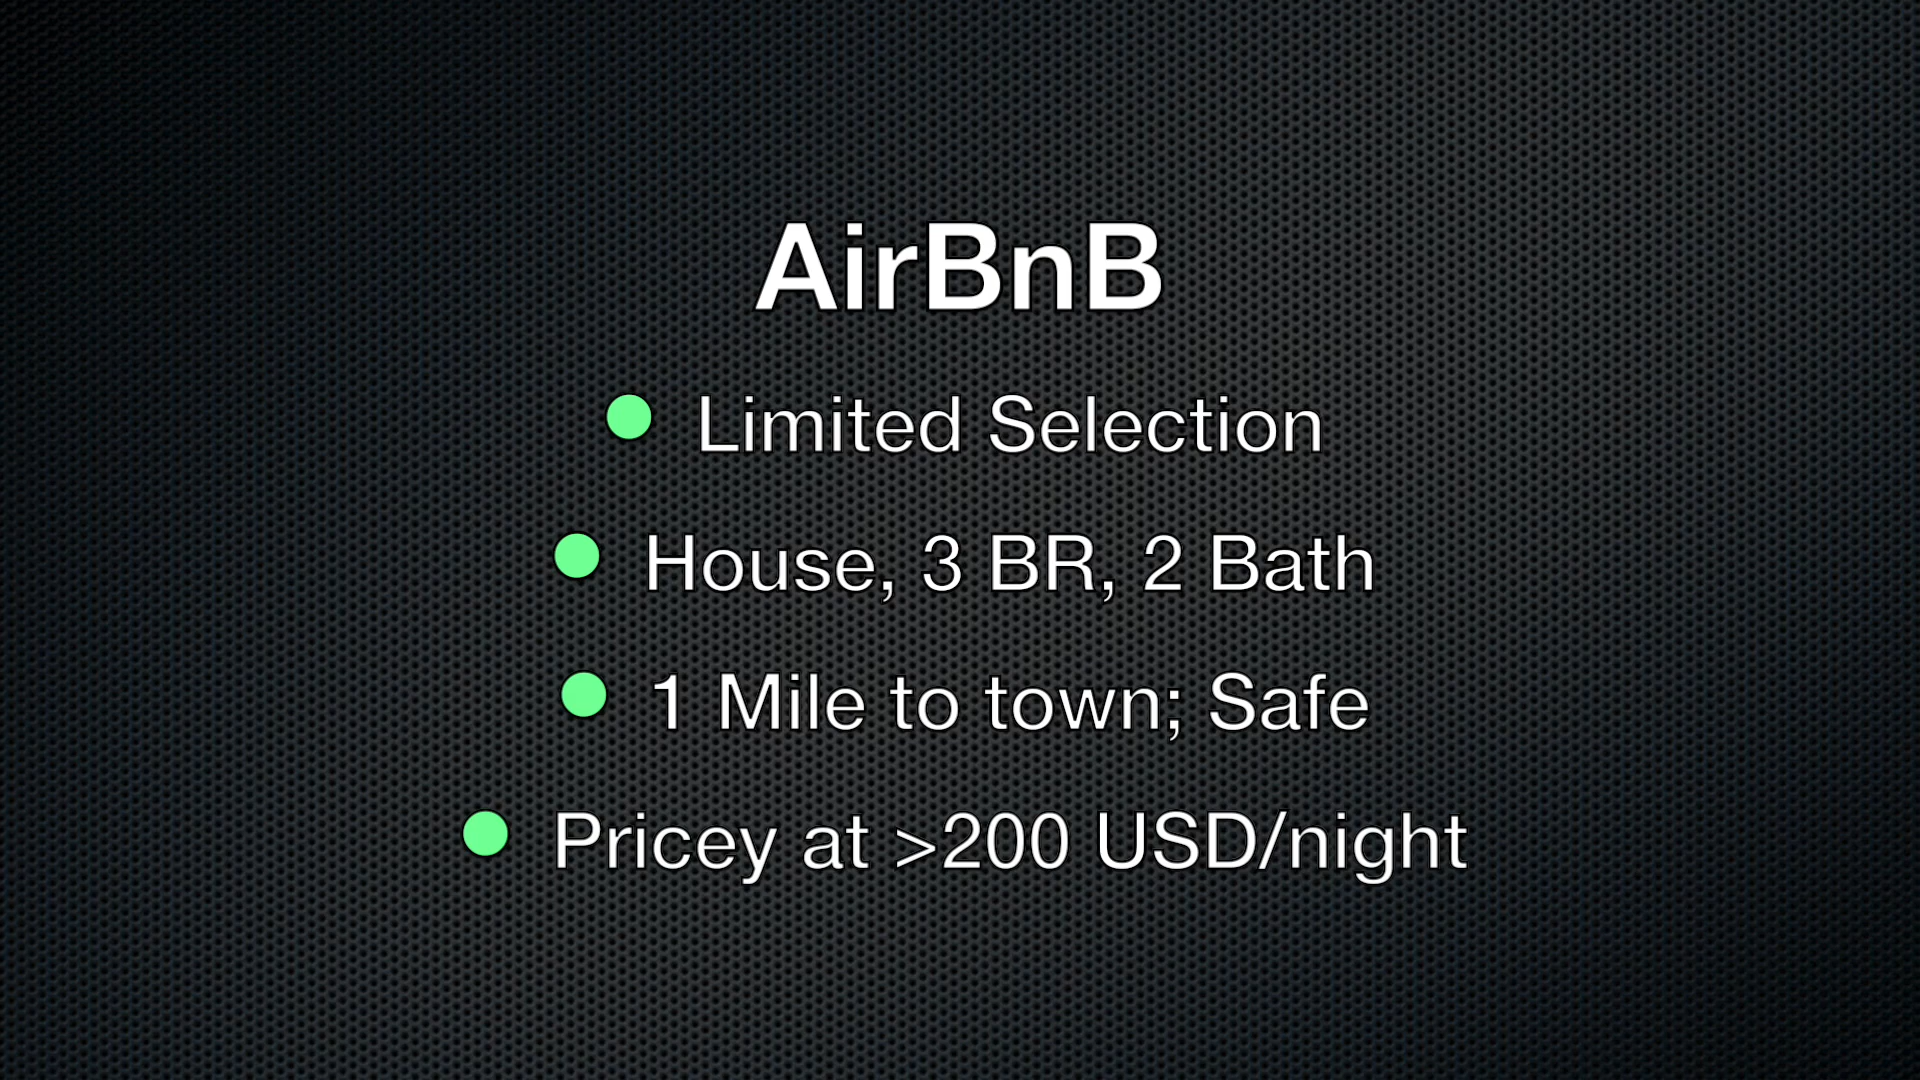 AirBnB
Limited Selection
House, 3 BR, 2 Bath
1 Mile to town; Safe
Pricey at >200 USD/night